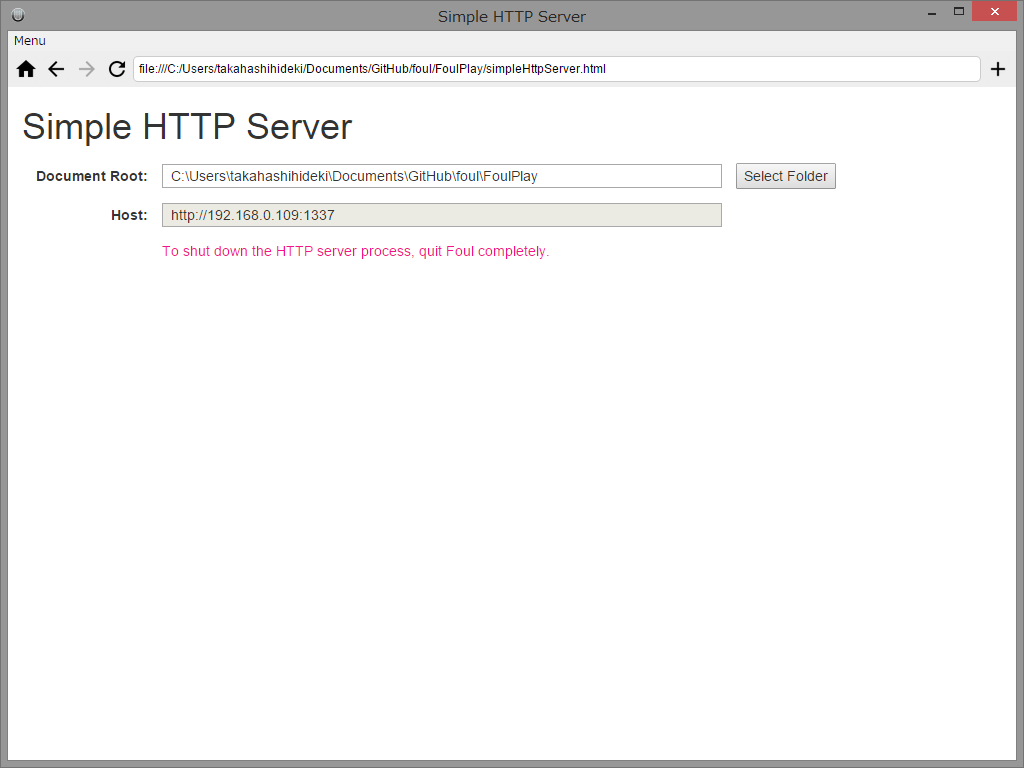 Simple HTTP Server
Menu
file:///C:/Users/takahashihideki/Documents/GitHub/foul/FoulPlay/simpleHttpServer.html
Simple HTTP Server
Document Root: C:\Users\takahashihideki\Documents\GitHub\foul\FoulPlay Select Folder
Host: http://192.168.0.109:1337
To shut down the HTTP server process, quit Foul completely.